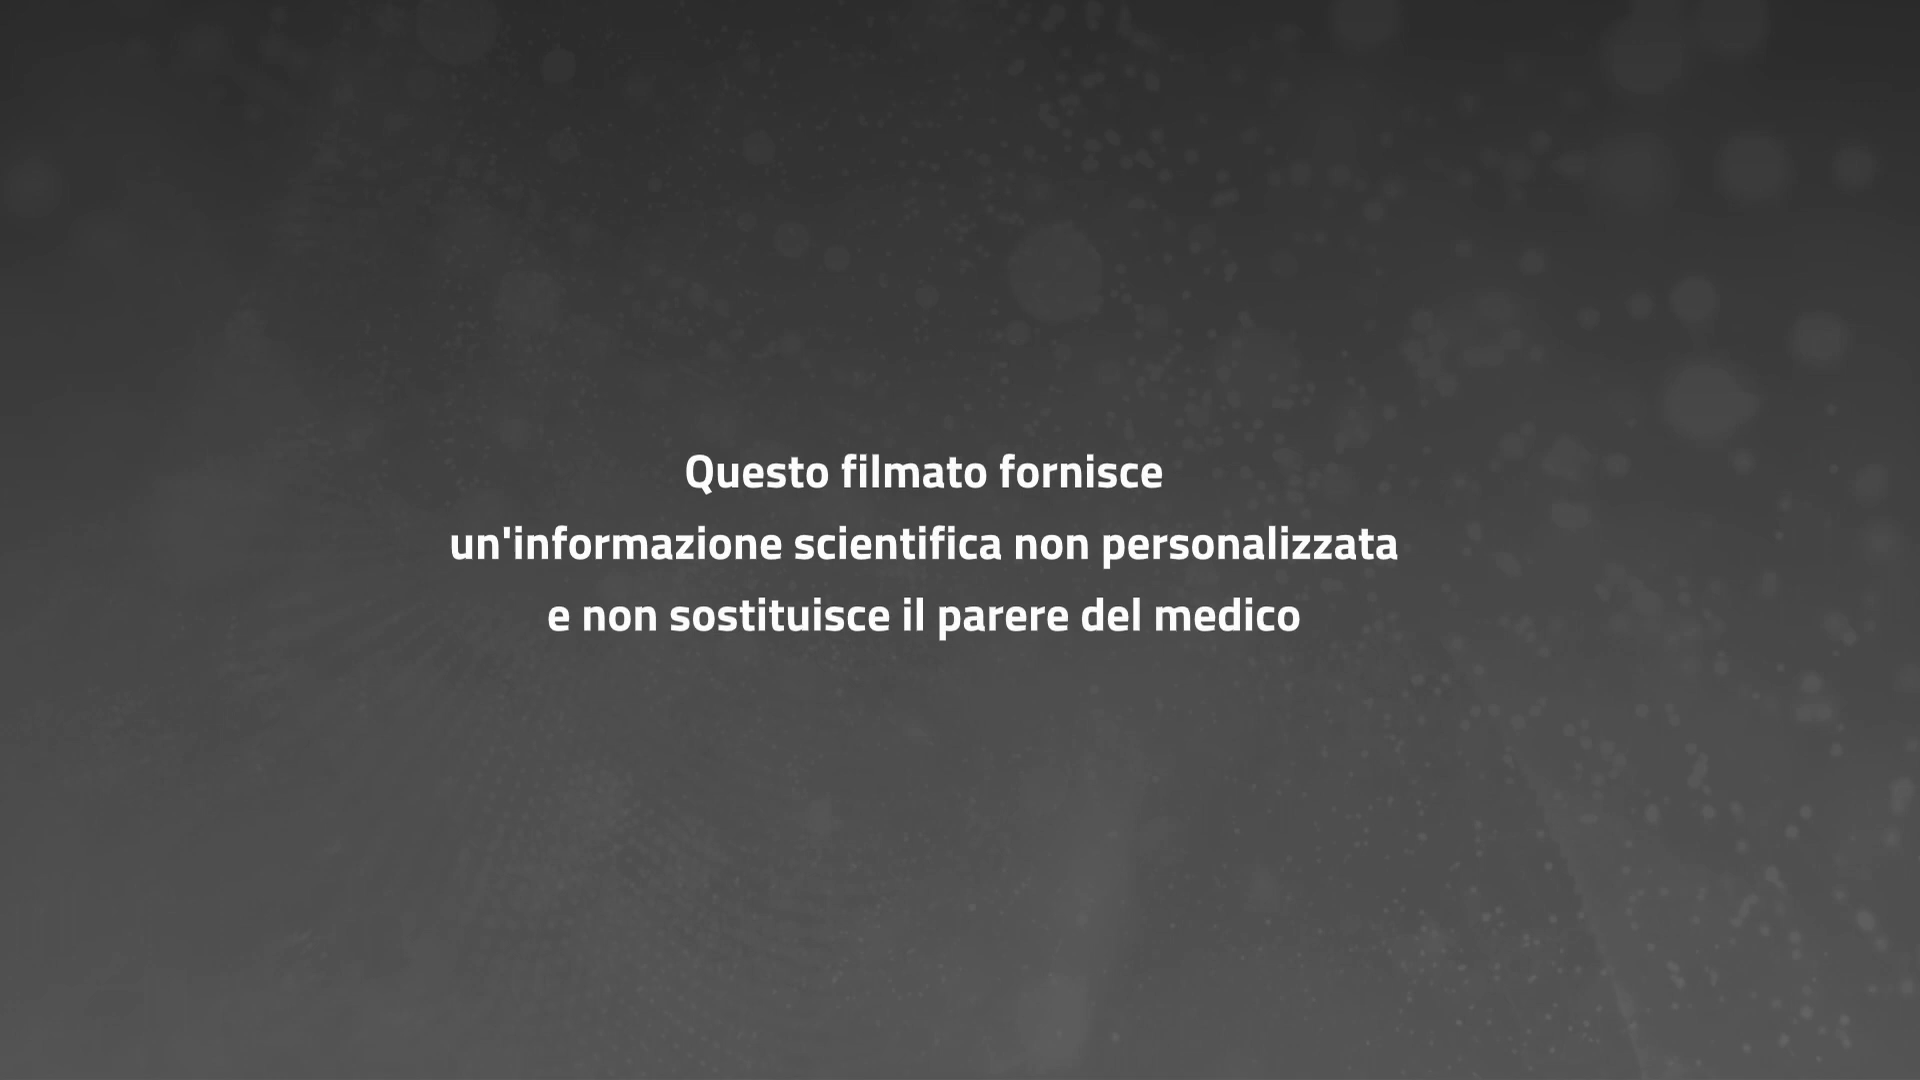 Questo filmato fornisce
un'informazione scientifica non personalizzata
e non sostituisce il parere del medico